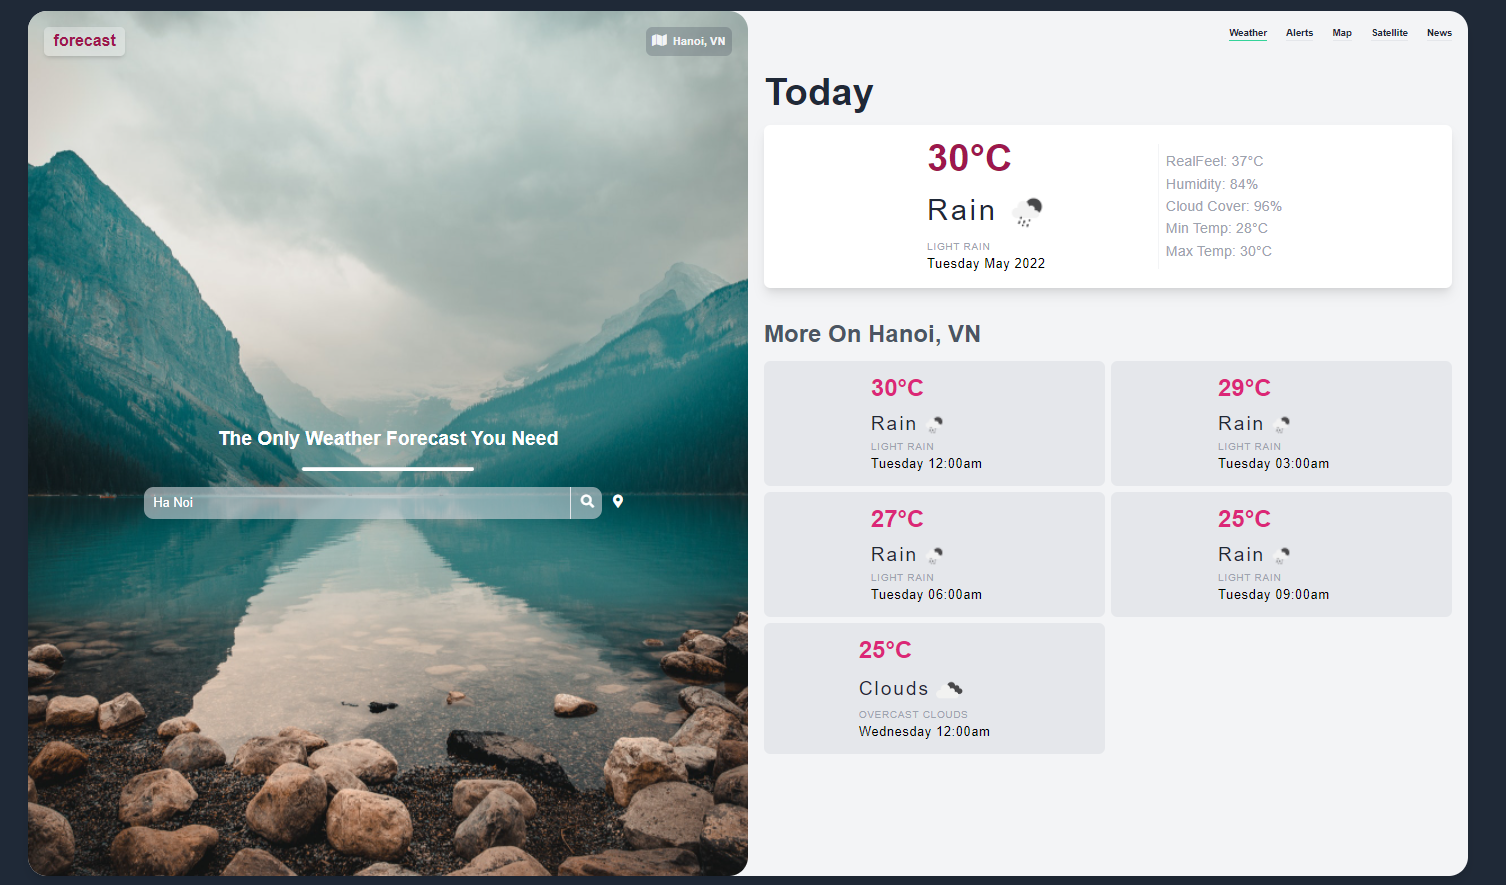 forecast
Hanoi, VN
The Only Weather Forecast You Need
Ha Noi
Weather Alerts Map Satellite News
Today
30°C
Rain
LIGHT RAIN
Tuesday May 2022
RealFeel: 37°C
Humidity: 84%
Cloud Cover: 96%
Min Temp: 28°C
Max Temp: 30°C
More On Hanoi, VN
30°C
Rain
LIGHT RAIN
Tuesday 12:00am
29°C
Rain
LIGHT RAIN
Tuesday 03:00am
27°C
Rain
LIGHT RAIN
Tuesday 06:00am
25°C
Rain
LIGHT RAIN
Tuesday 09:00am
25°C
Clouds
OVERCAST CLOUDS
Wednesday 12:00am